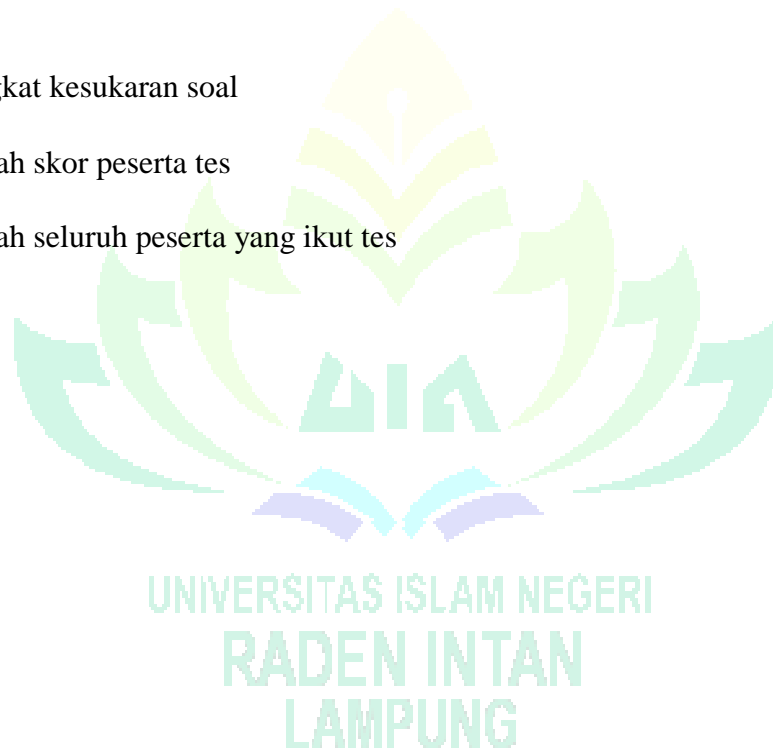 gkat kesukaran soal
ah skor peserta tes
ah seluruh peserta yang ikut tes
UIN
UNIVERSITAS ISLAM NEGERI
RADEN INTAN
LAMPUNG